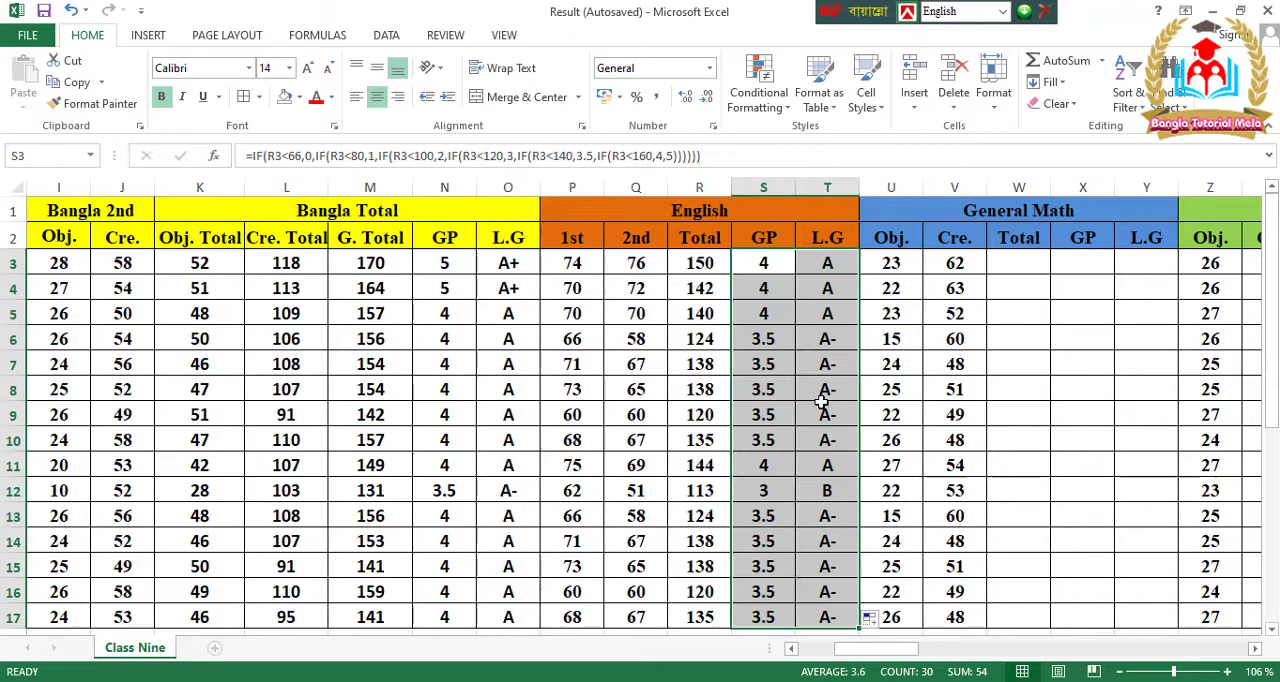 Result (Autosaved) - Microsoft Excel
English
?
FILE HOME INSERT PAGE LAYOUT FORMULAS DATA REVIEW VIEW
Paste
Cut
Copy
Format Painter
Clipboard
Calibri 14 A A
B I U A
Font
Wrap Text
Merge & Center
Alignment
General
% , .00 .0
Number
Conditional Formatting
Format as Table
Cell Styles
Styles
Insert
Delete
Format
Cells
AutoSum
Fill
Clear
Sort & Filter
Editing
Bangla Tutorial Mela
S3 fx =IF(R3<66,0,IF(R3<80,1,IF(R3<100,2,IF(R3<120,3,IF(R3<140,3.5,IF(R3<160,4,5))))))
I J K L M N O P Q R S T U V W X Y Z
1 Bangla 2nd Bangla Total English General Math
2 Obj. Cre. Obj. Total Cre. Total G. Total GP L.G 1st 2nd Total GP L.G Obj. Cre. Total GP L.G Obj.
3 28 58 52 118 170 5 A+ 74 76 150 4 A 23 62 26
4 27 54 51 113 164 5 A+ 70 72 142 4 A 22 63 26
5 26 50 48 109 157 4 A 70 70 140 4 A 23 52 27
6 26 54 50 106 156 4 A 66 58 124 3.5 A- 15 60 26
7 24 56 46 108 154 4 A 71 67 138 3.5 A- 24 48 25
8 25 52 47 107 154 4 A 73 65 138 3.5 A- 25 51 25
9 26 49 51 91 142 4 A 60 60 120 3.5 A- 22 49 27
10 24 58 47 110 157 4 A 68 67 135 3.5 A- 26 48 24
11 20 53 42 107 149 4 A 75 69 144 4 A 27 54 27
12 10 52 28 103 131 3.5 A- 62 51 113 3 B 22 53 23
13 26 56 48 108 156 4 A 66 58 124 3.5 A- 15 60 25
14 24 52 46 107 153 4 A 71 67 138 3.5 A- 24 48 25
15 25 49 50 91 141 4 A 73 65 138 3.5 A- 25 51 25
16 26 58 49 110 159 4 A 60 60 120 3.5 A- 22 49 24
17 24 53 46 95 141 4 A 68 67 135 3.5 A- 26 48 27
Class Nine
READY AVERAGE: 3.6 COUNT: 30 SUM: 54 106 %